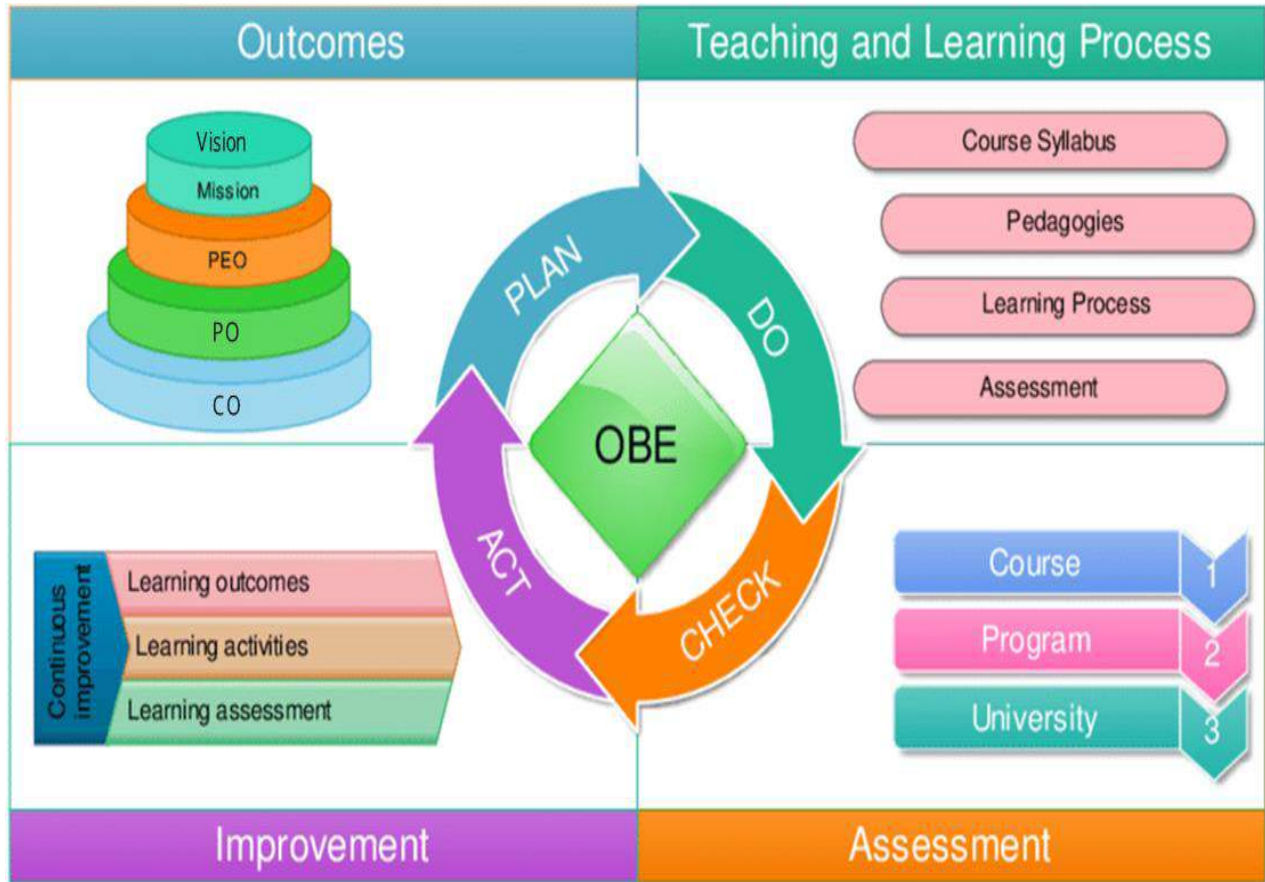 Outcomes
Teaching and Learning Process
Vision
Mission
PEO
PO
CO
Course Syllabus
Pedagogies
Learning Process
Assessment
PLAN
DO
CHECK
ACT
OBE
Continuous
improvement
Learning outcomes
Learning activities
Learning assessment
Course 1
Program 2
University 3
Improvement
Assessment